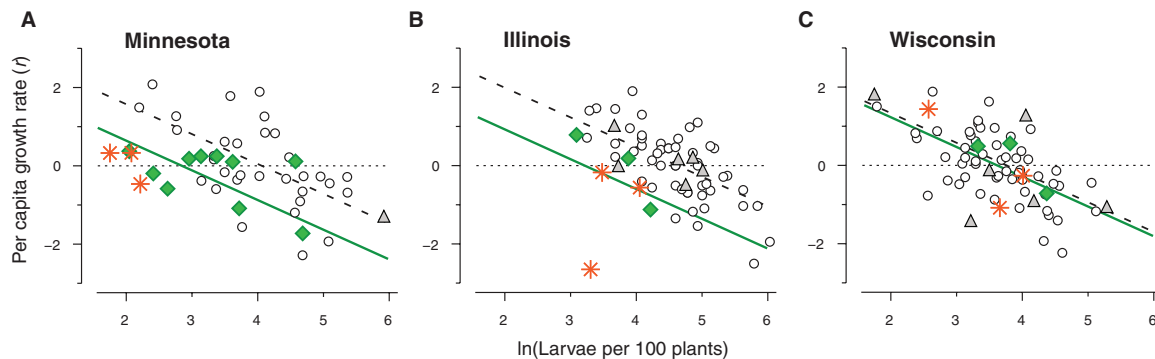 A
Minnesota
B
Illinois
C
Wisconsin
Per capita growth rate (r)
2
0
−2
2
0
−2
2
0
−2
2 3 4 5 6
2 3 4 5 6
2 3 4 5 6
ln(Larvae per 100 plants)